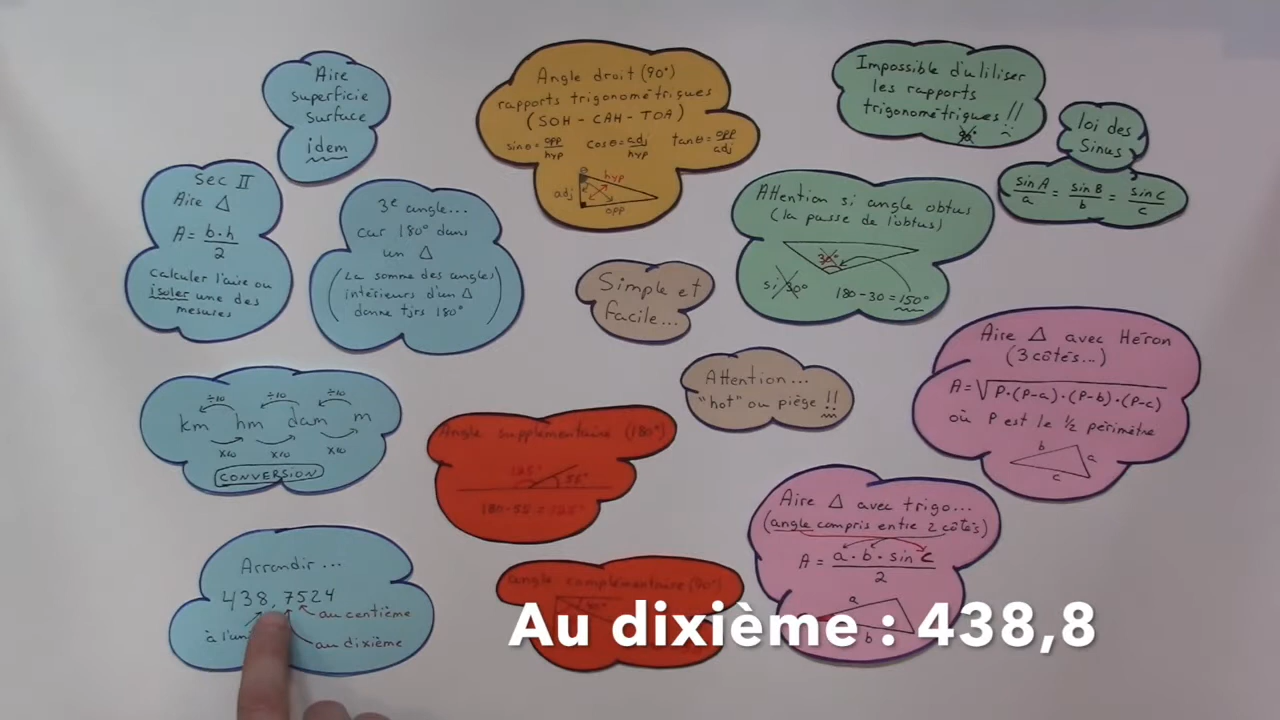 Aire
superficie
surface
idem
Angle droit (90°)
rapports trigonométriques
(SOH - CAH - TOA)
sinθ = opp/hyp cosθ = adj/hyp tanθ = opp/adj
θ
hyp
adj
opp
Impossible d'utiliser
les rapports
trigonométriques !!
loi des
Sinus
sin A/a = sin B/b = sin C/c
Sec II
Aire Δ
A = b·h/2
Calculer l'aire ou
isoler une des
mesures
3e angle...
car 180° dans
un Δ
(La somme des angles
intérieurs d'un Δ
donne tjrs 180°)
Simple et
facile...
Attention si angle obtus
(la passe de l'obtus)
30°
si 30°
180-30 = 150°
Attention...
"hot" ou piège !!
Aire Δ avec Héron
(3 côtés...)
A = √P·(P-a)·(P-b)·(P-c)
où P est le 1/2 périmètre
b
a
c
÷10 ÷10 ÷10
km hm dam m
x10 x10 x10
CONVERSION
Angle supplémentaire (180°)
125°
55°
180-55 = 125°
Aire Δ avec trigo...
(angle compris entre 2 côtés)
A = a·b·sin C/2
a
b
Arrondir...
438,7524
au centième
à l'un
au dixième
angle complémentaire (90°)
Au dixième : 438,8